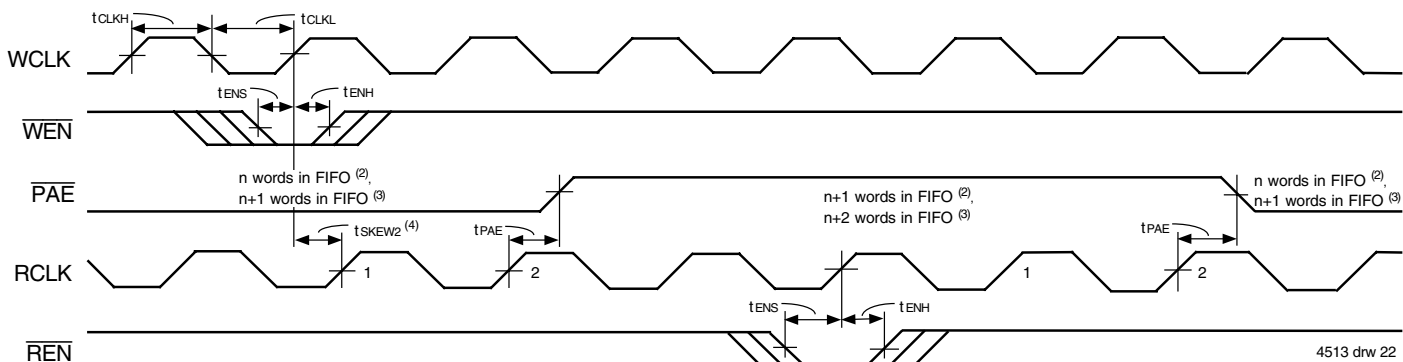 tCLKH
tCLKL
WCLK
tENS
tENH
WEN
n words in FIFO (2),
n+1 words in FIFO (3)
PAE
n+1 words in FIFO (2),
n+2 words in FIFO (3)
n words in FIFO (2),
n+1 words in FIFO (3)
tSKEW2 (4)
tPAE
tPAE
RCLK
1
2
1
2
tENS
tENH
REN
4513 drw 22